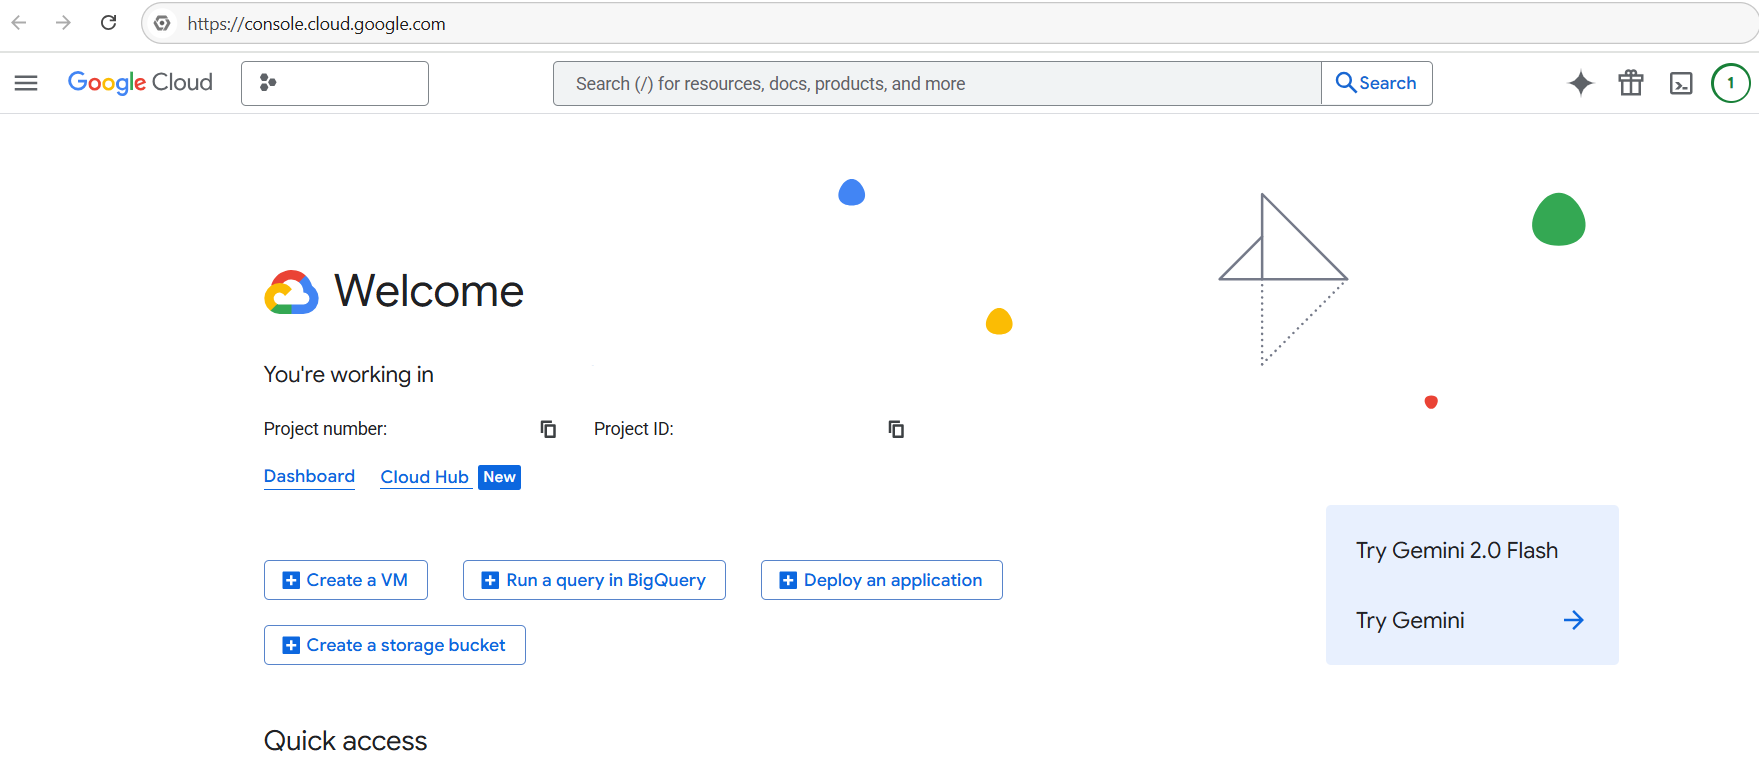 https://console.cloud.google.com
Google Cloud
Search (/) for resources, docs, products, and more
Search
1
Welcome
You're working in
Project number:
Project ID:
Dashboard
Cloud Hub
New
Create a VM
Run a query in BigQuery
Deploy an application
Create a storage bucket
Try Gemini 2.0 Flash
Try Gemini
Quick access